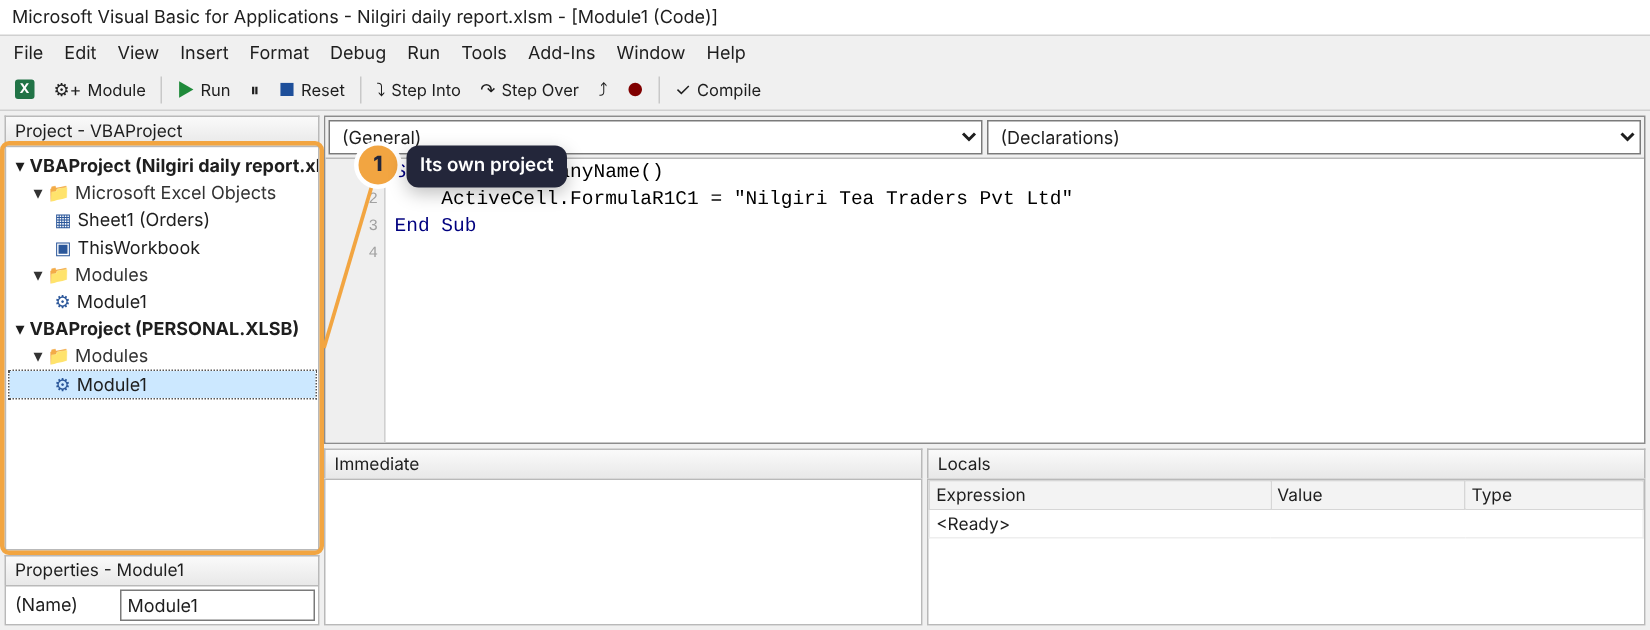 Microsoft Visual Basic for Applications - Nilgiri daily report.xlsm - [Module1 (Code)]
File Edit View Insert Format Debug Run Tools Add-Ins Window Help
Module Run Reset Step Into Step Over Compile
Project - VBAProject
(General) (Declarations)
VBAProject (Nilgiri daily
Microsoft Excel Objects
Sheet1 (Orders)
ThisWorkbook
Modules
Module1
VBAProject (PERSONAL.XLSB)
Modules
Module1
1 Its own project
2 ActiveCell.FormulaR1C1 = "Nilgiri Tea Traders Pvt Ltd"
3 End Sub
4
Immediate
Locals
Expression Value Type
<Ready>
Properties - Module1
(Name) Module1